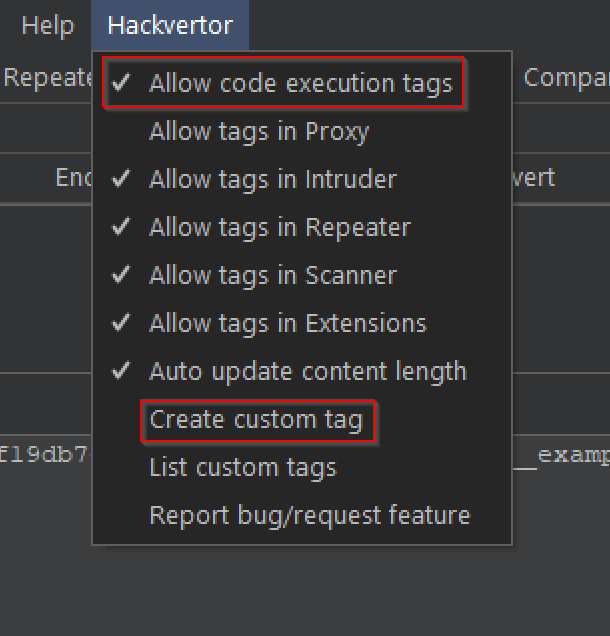 Help Hackvertor
Repeate Compa
Allow code execution tags
Allow tags in Proxy
Allow tags in Intruder
Enc vert
Allow tags in Repeater
Allow tags in Scanner
Allow tags in Extensions
Auto update content length
Create custom tag
f19db7 __examp
List custom tags
Report bug/request feature